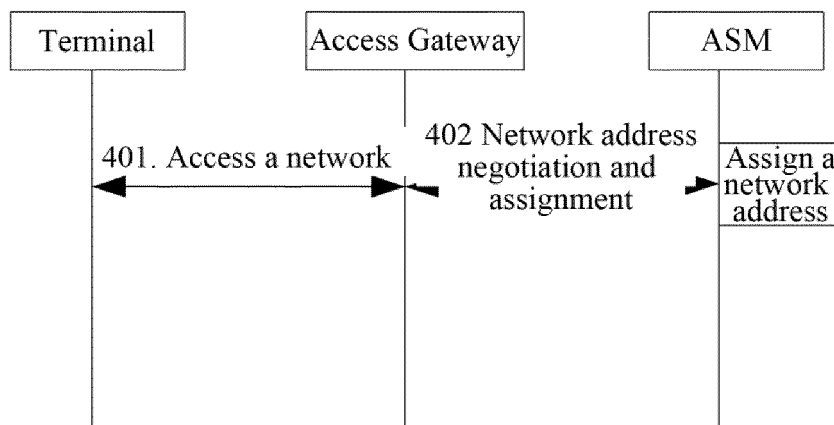 Terminal
Access Gateway
ASM
401. Access a network
402 Network address
negotiation and
assignment
Assign a
network
address